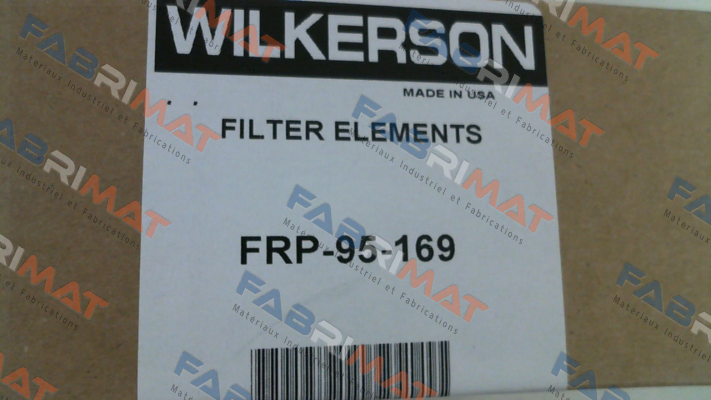 WILKERSON
MADE IN USA
FILTER ELEMENTS
FRP-95-169
FABRIMAT
Materiaux Industriel et Fabrications